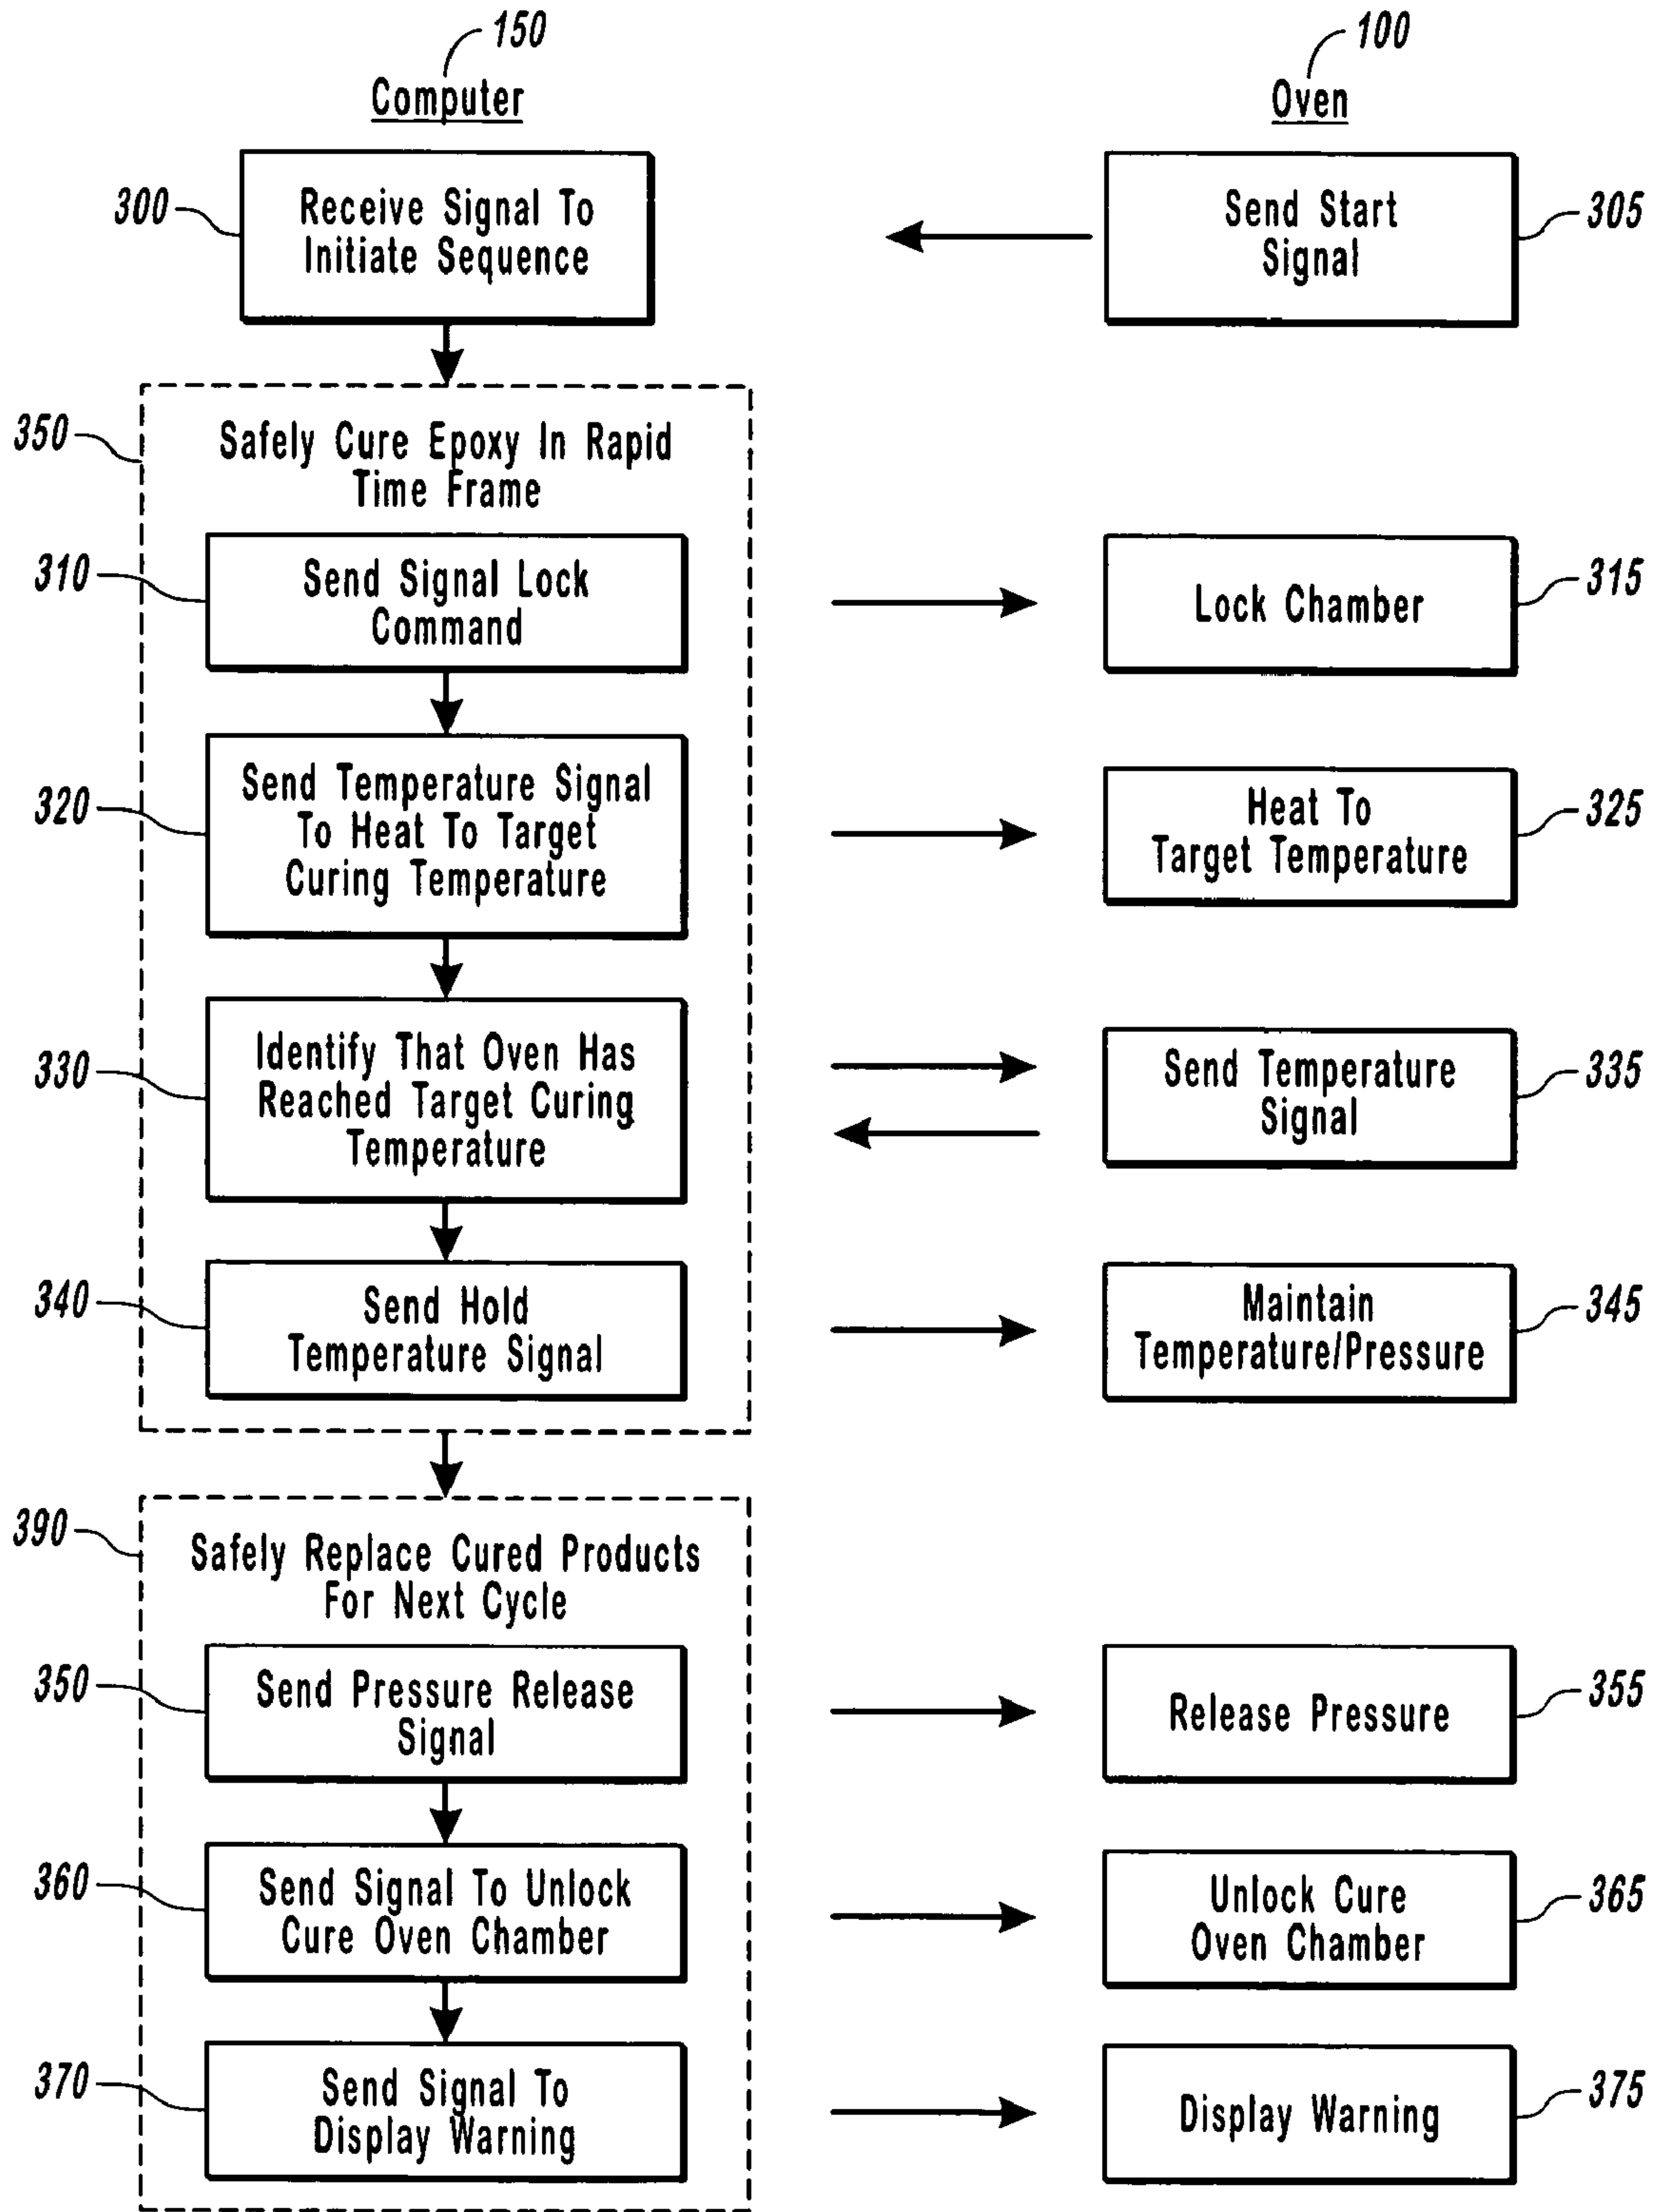 150
100
Computer
Oven
300
Receive Signal To
Initiate Sequence
Send Start
Signal
305
350
Safely Cure Epoxy In Rapid
Time Frame
310
Send Signal Lock
Command
Lock Chamber
315
320
Send Temperature Signal
To Heat To Target
Curing Temperature
Heat To
Target Temperature
325
330
Identify That Oven Has
Reached Target Curing
Temperature
Send Temperature
Signal
335
340
Send Hold
Temperature Signal
Maintain
Temperature/Pressure
345
390
Safely Replace Cured Products
For Next Cycle
350
Send Pressure Release
Signal
Release Pressure
355
360
Send Signal To Unlock
Cure Oven Chamber
Unlock Cure
Oven Chamber
365
370
Send Signal To
Display Warning
Display Warning
375